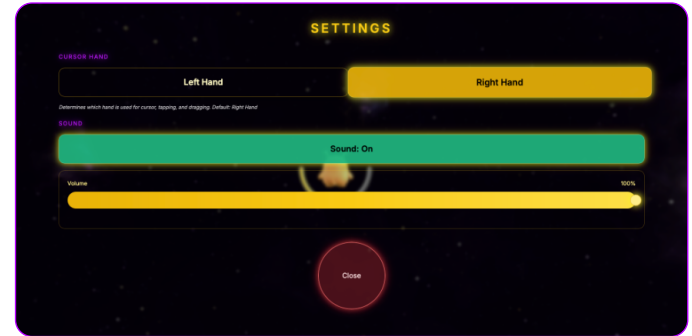 SETTINGS
CURSOR HAND
Left Hand
Right Hand
Determines which hand is used for cursor, tapping, and dragging. Default: Right Hand
SOUND
Sound: On
Volume
100%
Close